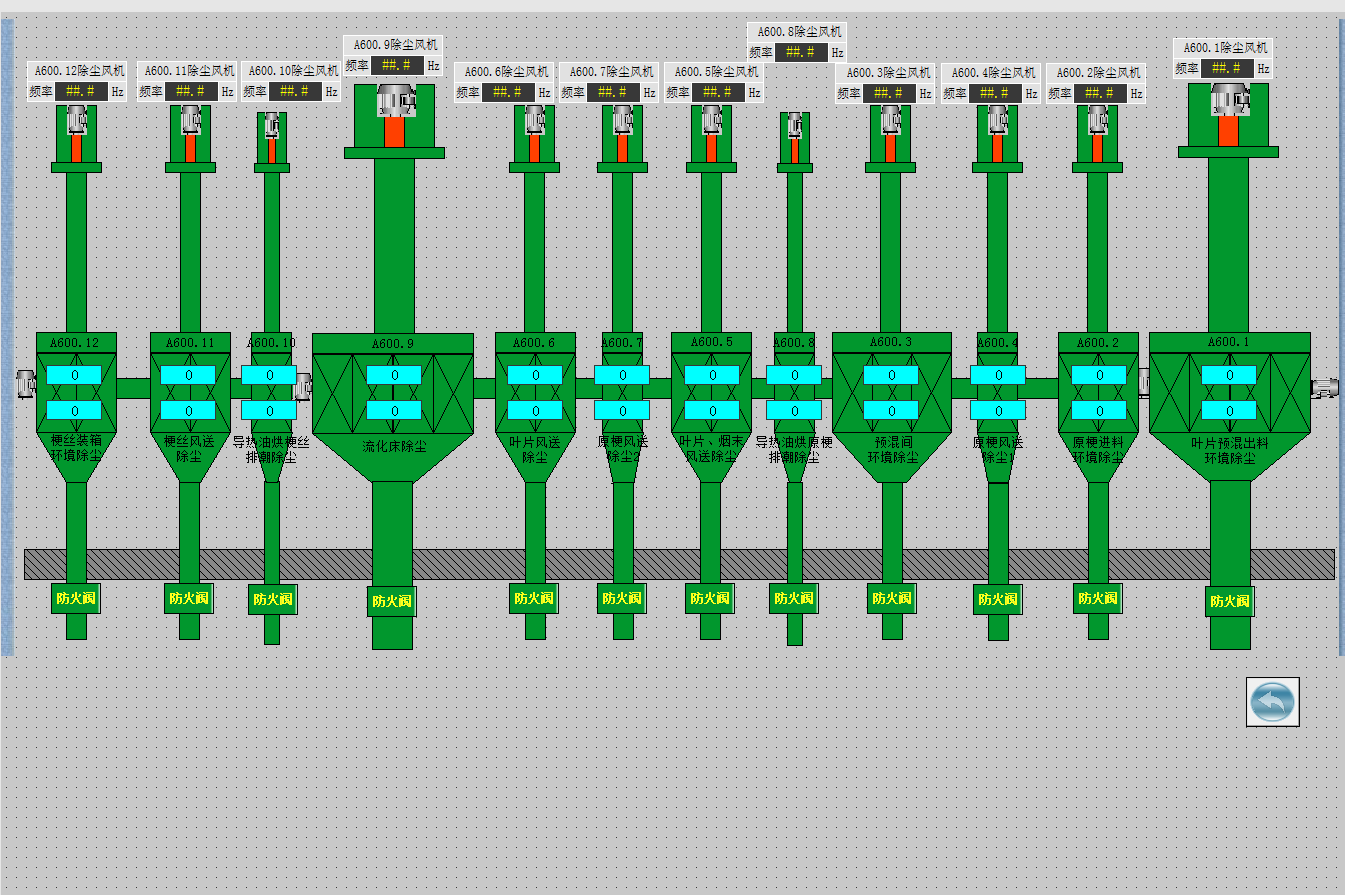 A600.8除尘风机
频率 ##.# Hz
A600.9除尘风机
频率 ##.# Hz
A600.1除尘风机
频率 ##.# Hz
A600.12除尘风机
频率 ##.# Hz
A600.11除尘风机
频率 ##.# Hz
A600.10除尘风机
频率 ##.# Hz
A600.6除尘风机
频率 ##.# Hz
A600.7除尘风机
频率 ##.# Hz
A600.5除尘风机
频率 ##.# Hz
A600.3除尘风机
频率 ##.# Hz
A600.4除尘风机
频率 ##.# Hz
A600.2除尘风机
频率 ##.# Hz
A600.12
0
0
梗丝装箱
环境除尘
A600.11
0
0
梗丝风送
除尘
A600.10
0
0
导热油烘梗丝
排潮除尘
A600.9
0
0
流化床除尘
A600.6
0
0
叶片风送
除尘
A600.7
0
0
原梗风送
除尘2
A600.5
0
0
叶片、烟末
风送除尘
A600.8
0
0
导热油烘原梗
排潮除尘
A600.3
0
0
预混间
环境除尘
A600.4
0
0
原梗风送
除尘1
A600.2
0
0
原梗进料
环境除尘
A600.1
0
0
叶片预混出料
环境除尘
防火阀
防火阀
防火阀
防火阀
防火阀
防火阀
防火阀
防火阀
防火阀
防火阀
防火阀
防火阀